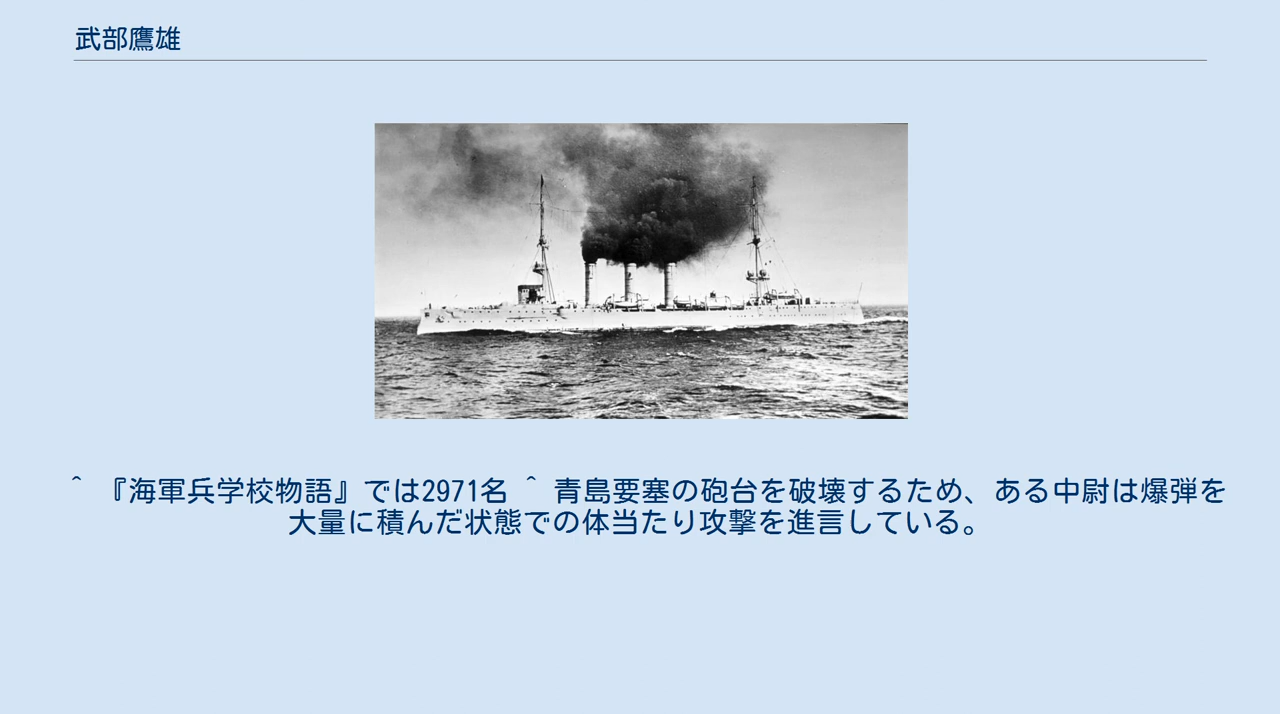 武部鷹雄
^ 『海軍兵学校物語』では2971名 ^ 青島要塞の砲台を破壊するため、ある中尉は爆弾を
大量に積んだ状態での体当たり攻撃を進言している。